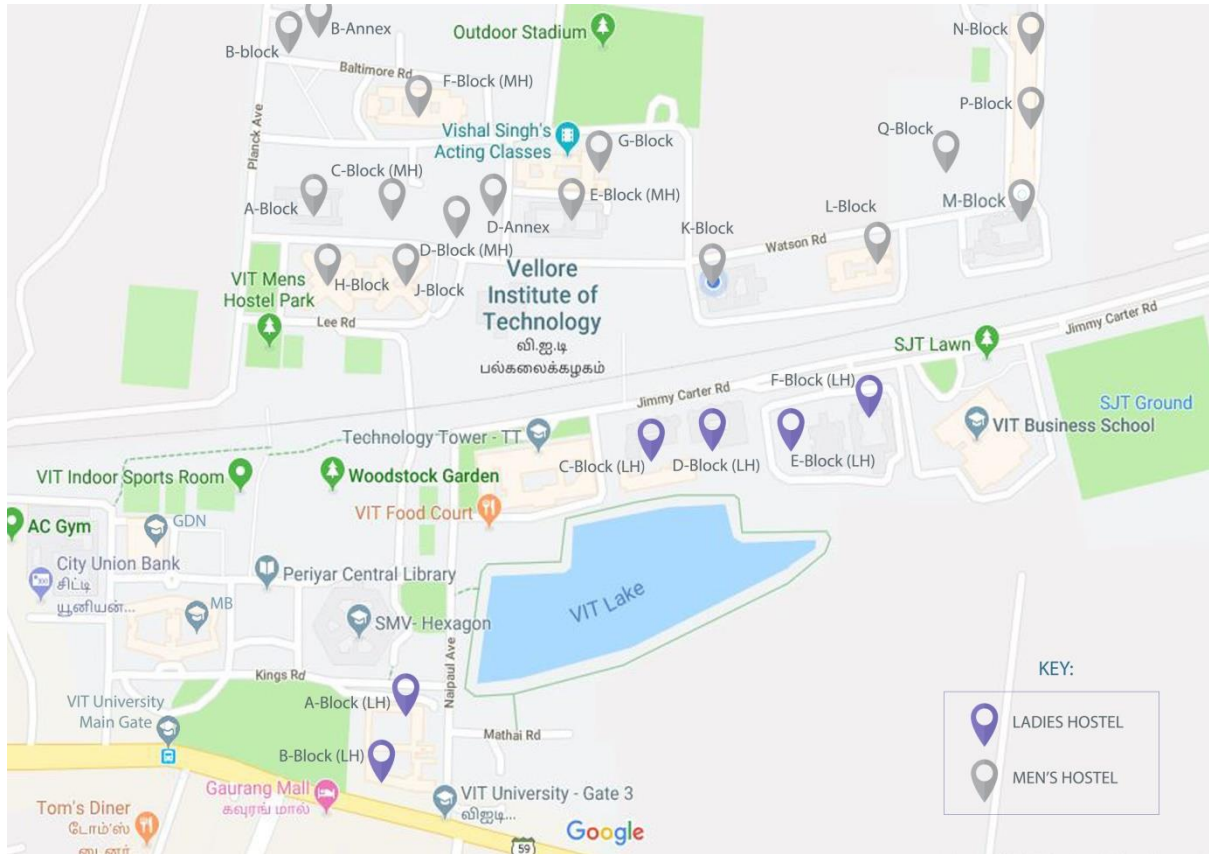 B-Annex
B-block
Outdoor Stadium
N-Block
Baltimore Rd
F-Block (MH)
P-Block
Planck Ave
Vishal Singh's
Acting Classes
G-Block
Q-Block
C-Block (MH)
A-Block
E-Block (MH)
M-Block
L-Block
D-Annex
K-Block
D-Block (MH)
Watson Rd
VIT Mens
Hostel Park
H-Block
J-Block
Vellore
Institute of
Technology
வி.ஐ.டி
பல்கலைக்கழகம்
Lee Rd
Jimmy Carter Rd
SJT Lawn
Jimmy Carter Rd
F-Block (LH)
SJT Ground
Technology Tower - TT
VIT Business School
C-Block (LH)
D-Block (LH)
E-Block (LH)
VIT Indoor Sports Room
Woodstock Garden
VIT Food Court
AC Gym
GDN
City Union Bank
சிட்டி
யூனியன்...
Periyar Central Library
MB
SMV- Hexagon
VIT Lake
Kings Rd
Naipaul Ave
KEY:
VIT University
Main Gate
A-Block (LH)
LADIES HOSTEL
Mathai Rd
B-Block (LH)
MEN'S HOSTEL
Gaurang Mall
கவுரங் மால்
VIT University - Gate 3
விஐடி...
Tom's Diner
டோம்'ஸ்
Google
59